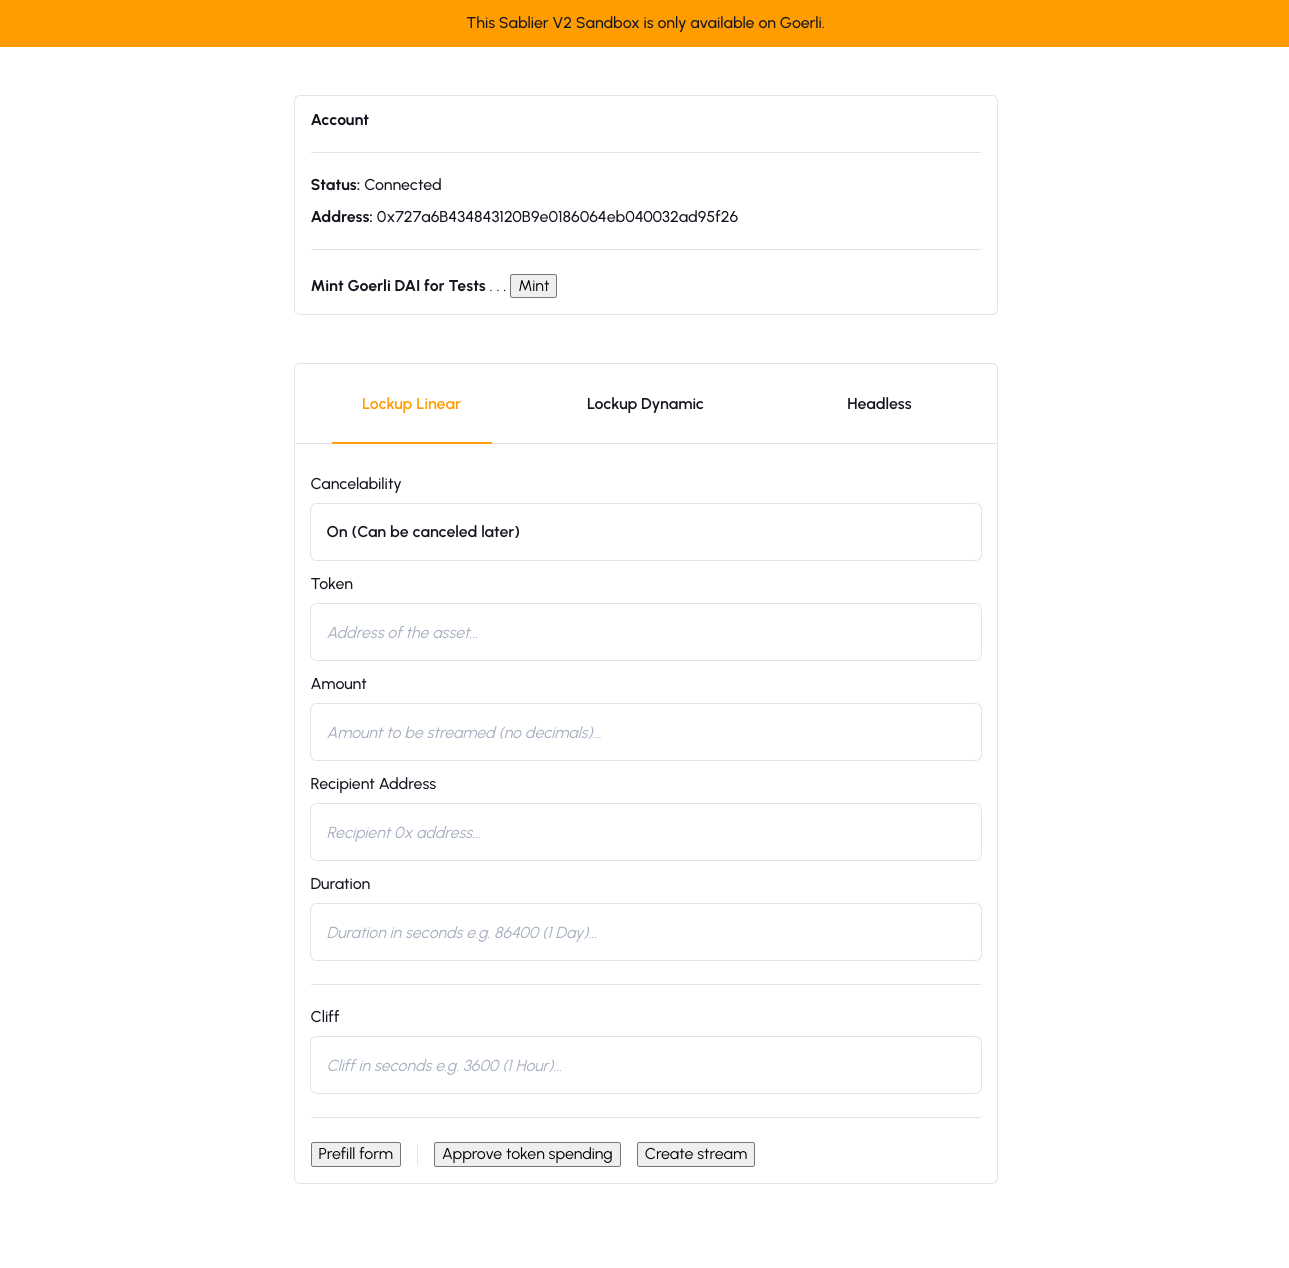 This Sablier V2 Sandbox is only available on Goerli.
Account
Status: Connected
Address: 0x727a6B434843120B9e0186064eb040032ad95f26
Mint Goerli DAI for Tests . . . Mint
Lockup Linear Lockup Dynamic Headless
Cancelability
On (Can be canceled later)
Token
Address of the asset...
Amount
Amount to be streamed (no decimals)...
Recipient Address
Recipient 0x address...
Duration
Duration in seconds e.g. 86400 (1 Day)...
Cliff
Cliff in seconds e.g. 3600 (1 Hour)...
Prefill form Approve token spending Create stream